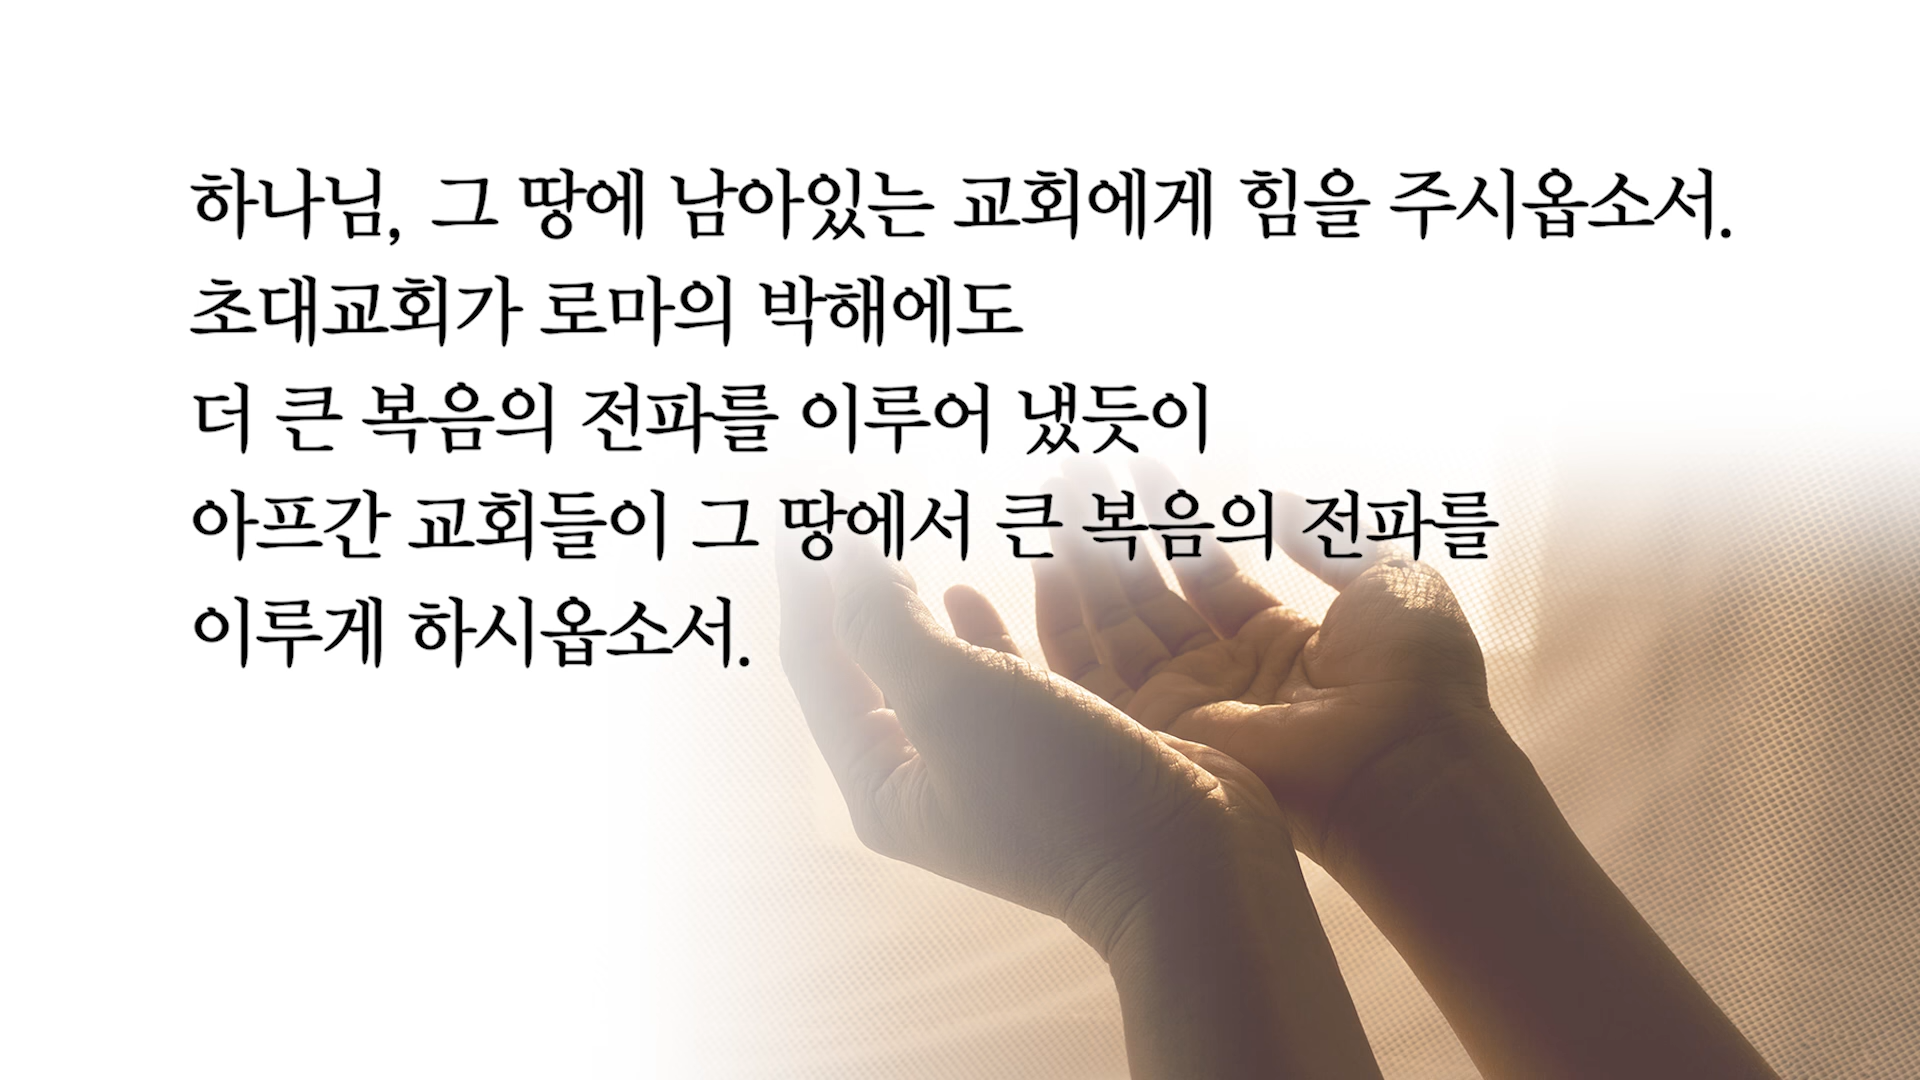 하나님, 그 땅에 남아있는 교회에게 힘을 주시옵소서.
초대교회가 로마의 박해에도
더 큰 복음의 전파를 이루어 냈듯이
아프간 교회들이 그 땅에서 큰 복음의 전파를
이루게 하시옵소서.